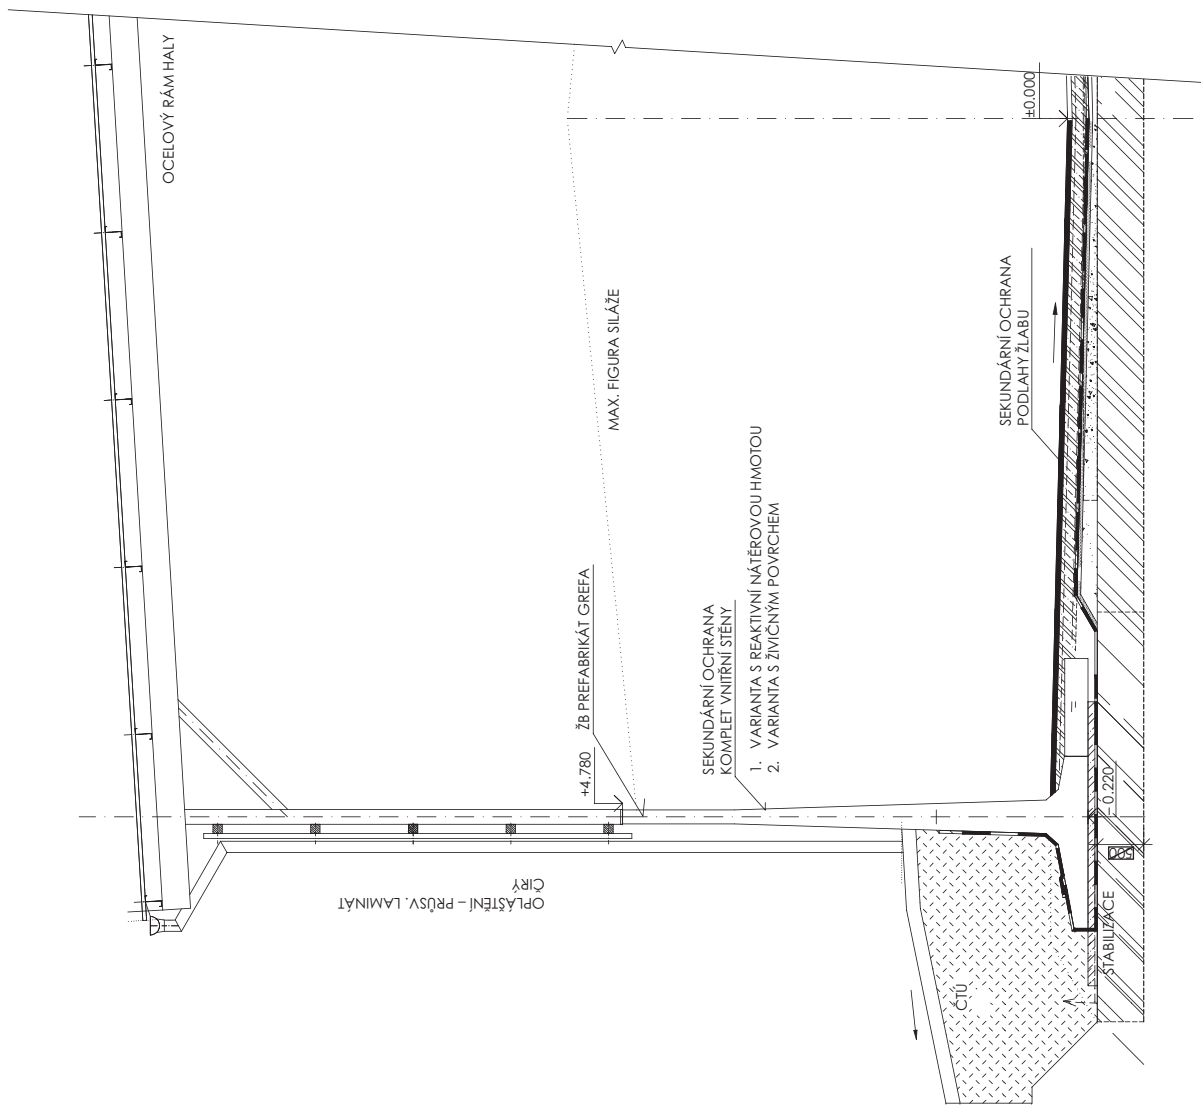 OCELOVÝ RÁM HALY
±0.000
MAX. FIGURA SILÁŽE
SEKUNDÁRNÍ OCHRANA
PODLAHY ŽLABU
ŽB PREFABRIKÁT GREFA
+4.780
SEKUNDÁRNÍ OCHRANA
KOMPLET VNITŘNÍ STĚNY
1. VARIANTA S REAKTIVNÍ NÁTĚROVOU HMOTOU
2. VARIANTA S ŽIVIČNÝM POVRCHEM
- 0.220
500
OPLÁŠTĚNÍ – PRŮSV. LAMINÁT
ČIRÝ
STABILIZACE
ČTÚ